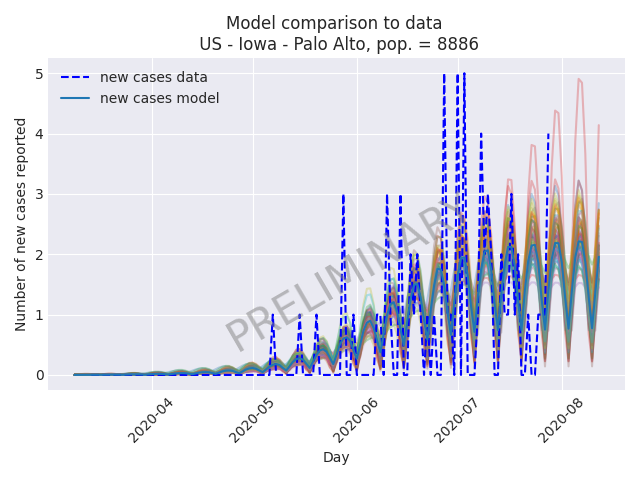 Model comparison to data
US - Iowa - Palo Alto, pop. = 8886
new cases data
new cases model
PRELIMINARY
Number of new cases reported
5
4
3
2
1
0
2020-04
2020-05
2020-06
2020-07
2020-08
Day